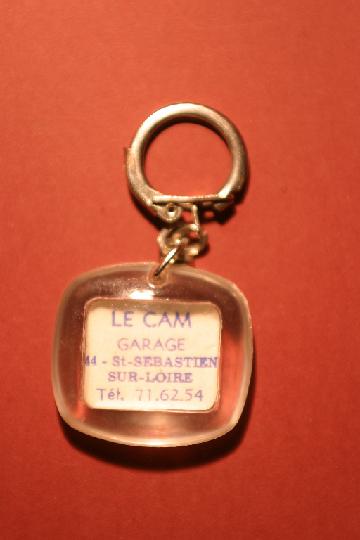 LE CAM
GARAGE
44 - St-SEBASTIEN
SUR-LOIRE
Tél. 71.62.54